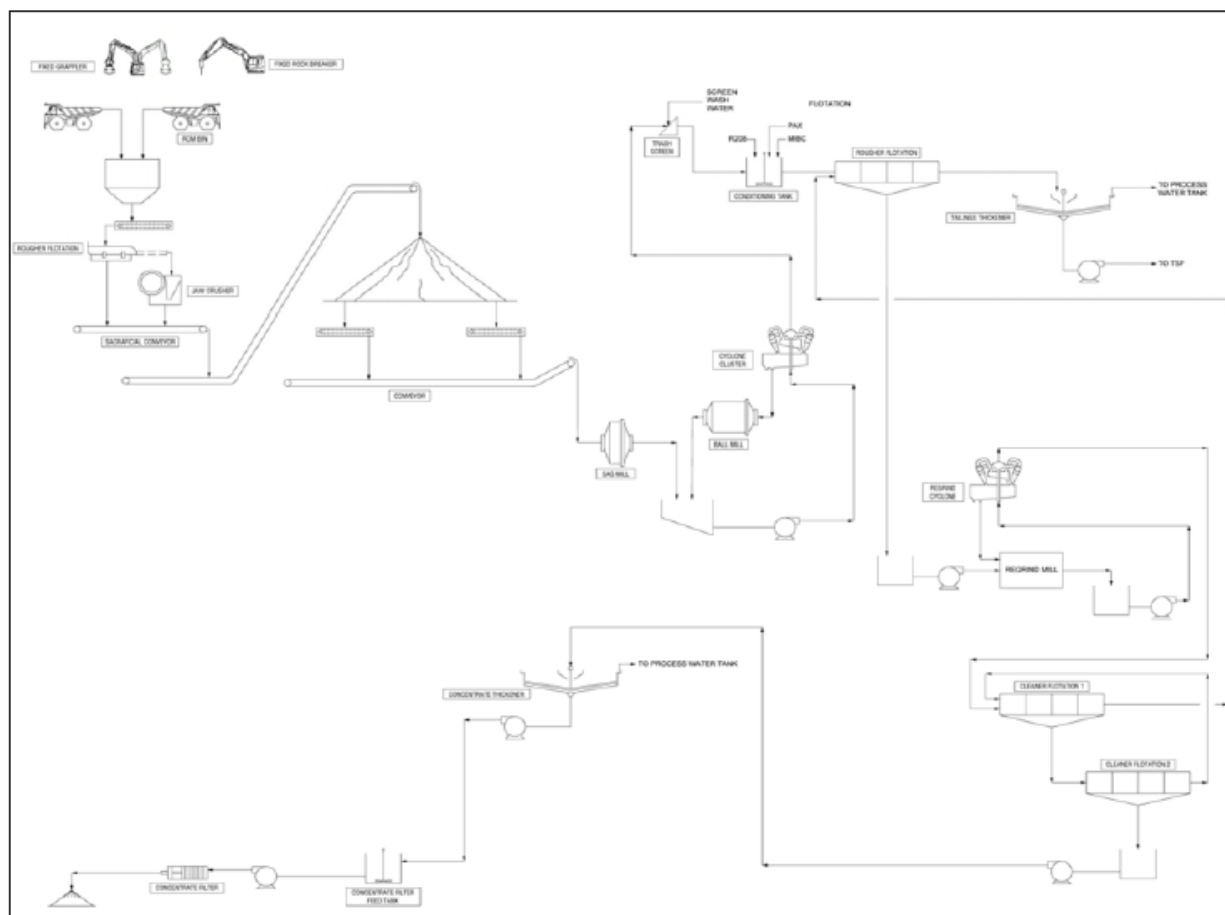 FIXED GRAPPLER
FIXED ROCK BREAKER
ROM BIN
ROUGHER FLOTATION
JAW CRUSHER
SACRAFICIAL CONVEYOR
CONVEYOR
SAG MILL
BALL MILL
CYCLONE
CLUSTER
SCREEN
WASH
WATER
TRASH
SCREEN
FLOTATION
R208
PAX
MIBC
CONDITIONING TANK
ROUGHER FLOTATION
TO PROCESS
WATER TANK
TAILINGS THICKENER
TO TSF
REGRIND
CYCLONE
REGRIND MILL
CLEANER FLOTATION 1
CLEANER FLOTATION 2
TO PROCESS WATER TANK
CONCENTRATE THICKENER
CONCENTRATE FILTER
CONCENTRATE FILTER
FEED TANK